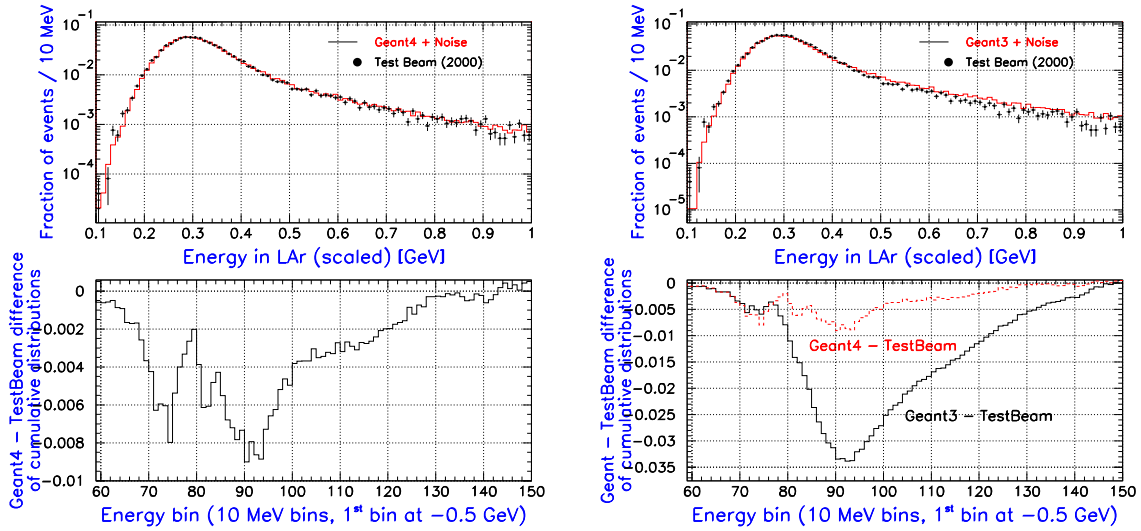 10⁻¹
10⁻²
10⁻³
10⁻⁴
Fraction of events / 10 MeV
Geant4 + Noise
Test Beam (2000)
0.1 0.2 0.3 0.4 0.5 0.6 0.7 0.8 0.9 1
Energy in LAr (scaled) [GeV]
10⁻¹
10⁻²
10⁻³
10⁻⁴
10⁻⁵
Fraction of events / 10 MeV
Geant3 + Noise
Test Beam (2000)
0.1 0.2 0.3 0.4 0.5 0.6 0.7 0.8 0.9 1
Energy in LAr (scaled) [GeV]
0
-0.002
-0.004
-0.006
-0.008
-0.01
Geant4 – TestBeam difference
of cumulative distributions
60 70 80 90 100 110 120 130 140 150
Energy bin (10 MeV bins, 1st bin at −0.5 GeV)
0
-0.005
-0.01
-0.015
-0.02
-0.025
-0.03
-0.035
Geant – TestBeam difference
of cumulative distributions
Geant4 – TestBeam
Geant3 – TestBeam
60 70 80 90 100 110 120 130 140 150
Energy bin (10 MeV bins, 1st bin at −0.5 GeV)